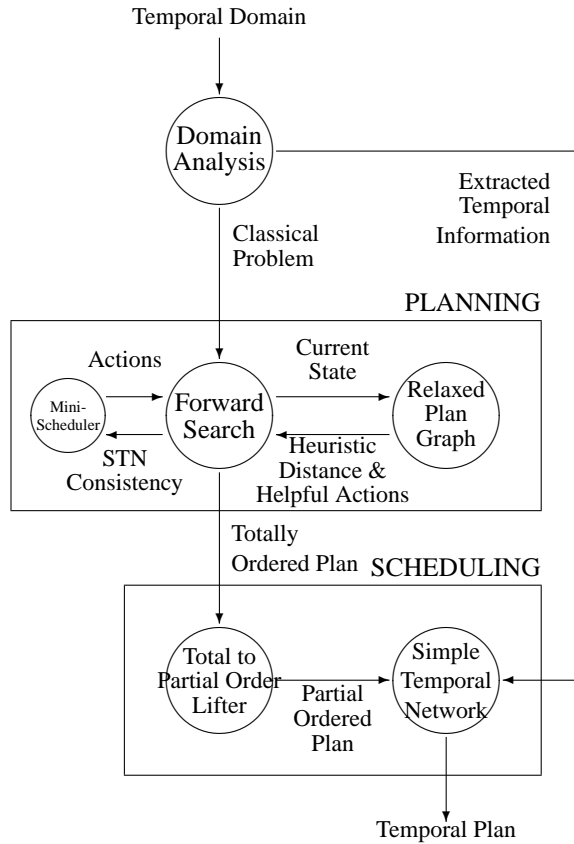 Temporal Domain
Domain
Analysis
Extracted
Temporal
Information
Classical
Problem
PLANNING
Actions
Current
State
Mini-
Scheduler
Forward
Search
Relaxed
Plan
Graph
STN
Consistency
Heuristic
Distance &
Helpful Actions
Totally
Ordered Plan
SCHEDULING
Total to
Partial Order
Lifter
Partial
Ordered
Plan
Simple
Temporal
Network
Temporal Plan